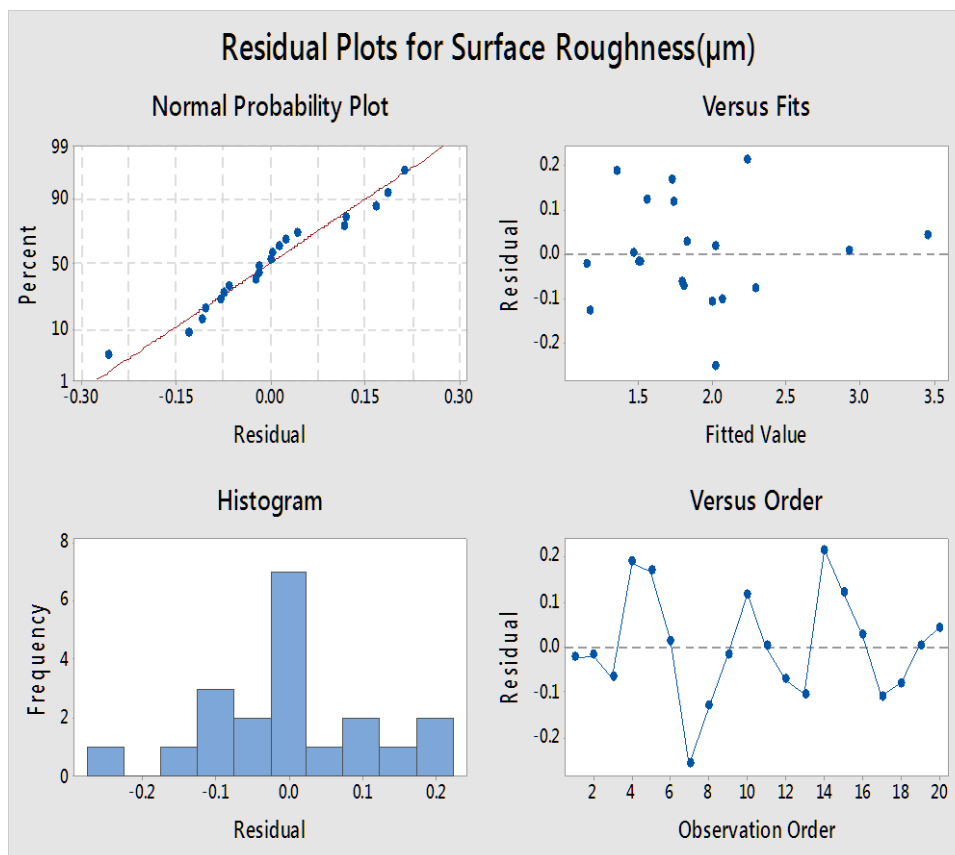 Residual Plots for Surface Roughness(µm)
Normal Probability Plot
99
90
50
10
1
Percent
-0.30 -0.15 0.00 0.15 0.30
Residual
Versus Fits
0.2
0.1
0.0
-0.1
-0.2
Residual
1.5 2.0 2.5 3.0 3.5
Fitted Value
Histogram
8
6
4
2
0
Frequency
-0.2 -0.1 0.0 0.1 0.2
Residual
Versus Order
0.2
0.1
0.0
-0.1
-0.2
Residual
2 4 6 8 10 12 14 16 18 20
Observation Order